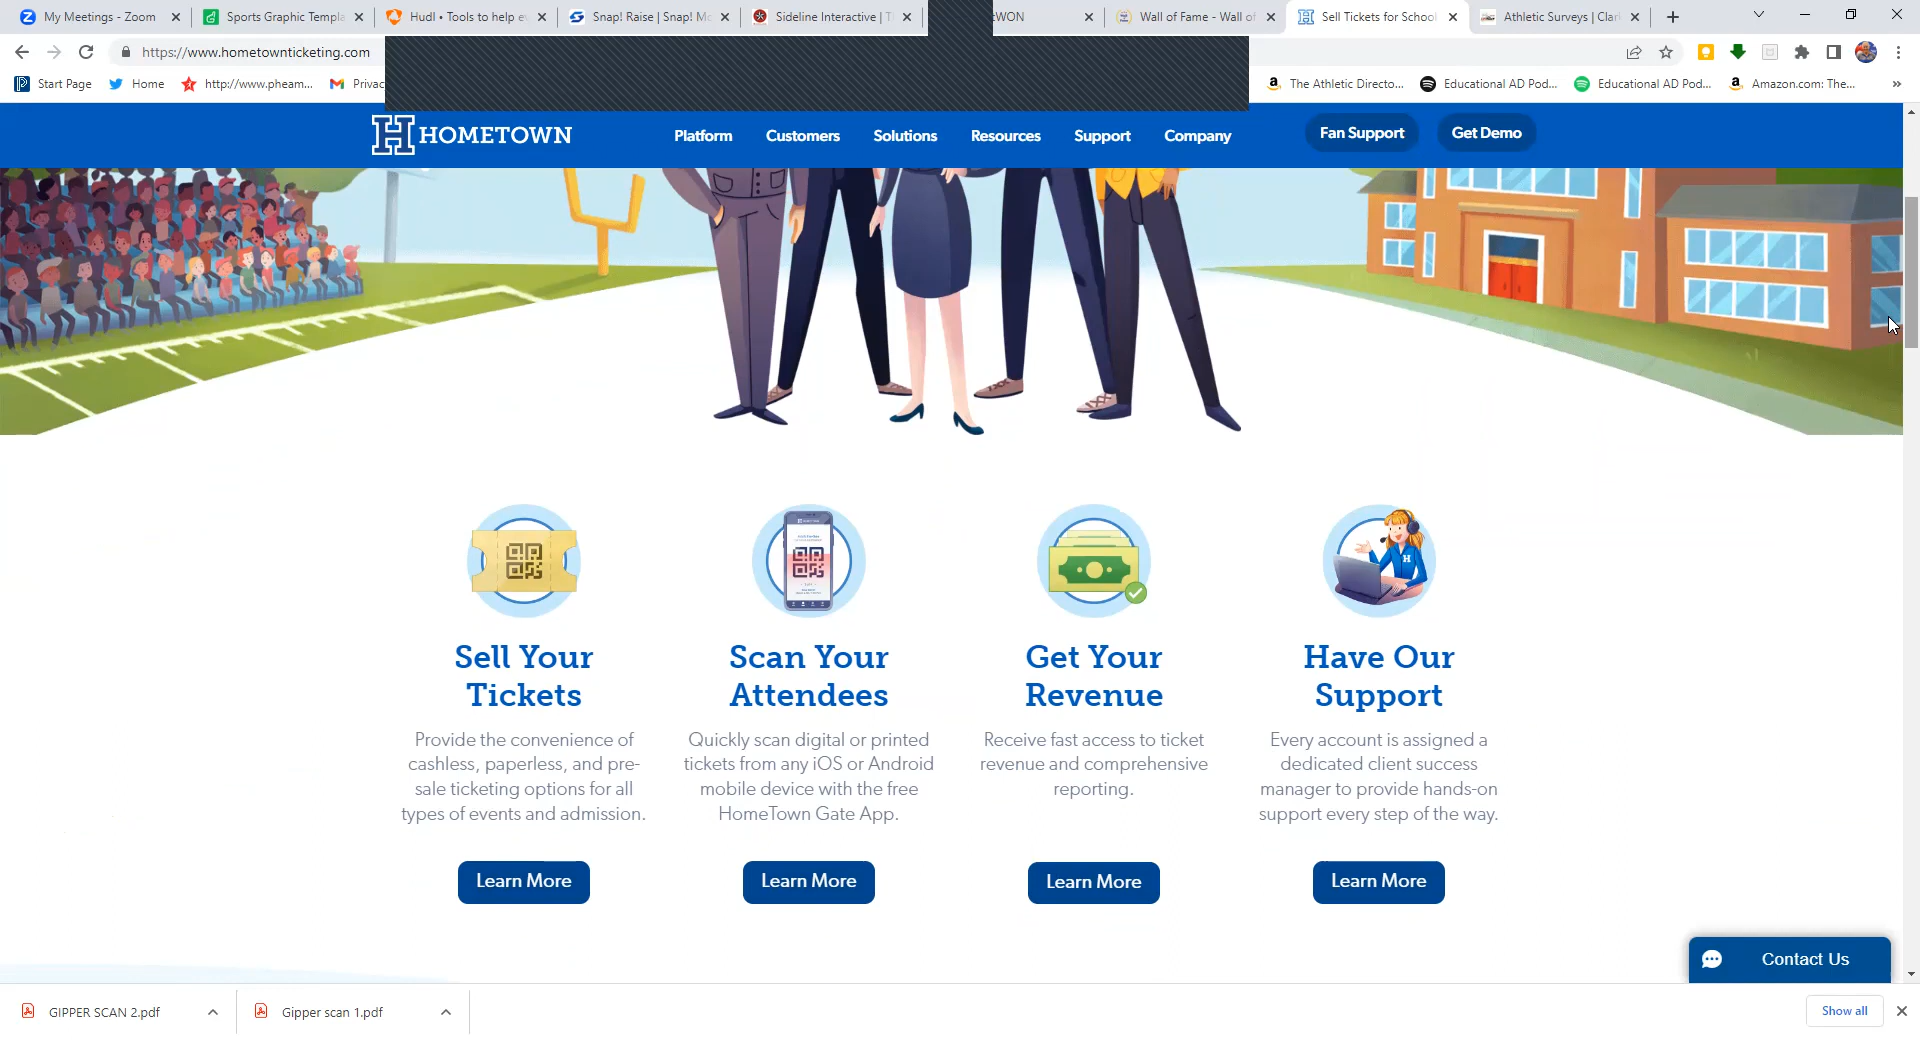 My Meetings - Zoom
Sports Graphic Templa
Hudl • Tools to help e
Snap! Raise | Snap! M
Sideline Interactive | T
WON
Wall of Fame - Wall of
Sell Tickets for School
Athletic Surveys | Cla
https://www.hometownticketing.com
Start Page
Home
http://www.pheam...
Privac
The Athletic Directo...
Educational AD Pod...
Educational AD Pod...
Amazon.com: The...
HOMETOWN
Platform
Customers
Solutions
Resources
Support
Company
Fan Support
Get Demo
Sell Your
Tickets
Provide the convenience of
cashless, paperless, and pre-
sale ticketing options for all
types of events and admission.
Learn More
Scan Your
Attendees
Quickly scan digital or printed
tickets from any iOS or Android
mobile device with the free
HomeTown Gate App.
Learn More
Get Your
Revenue
Receive fast access to ticket
revenue and comprehensive
reporting.
Learn More
Have Our
Support
Every account is assigned a
dedicated client success
manager to provide hands-on
support every step of the way.
Learn More
Contact Us
GIPPER SCAN 2.pdf
Gipper scan 1.pdf
Show all